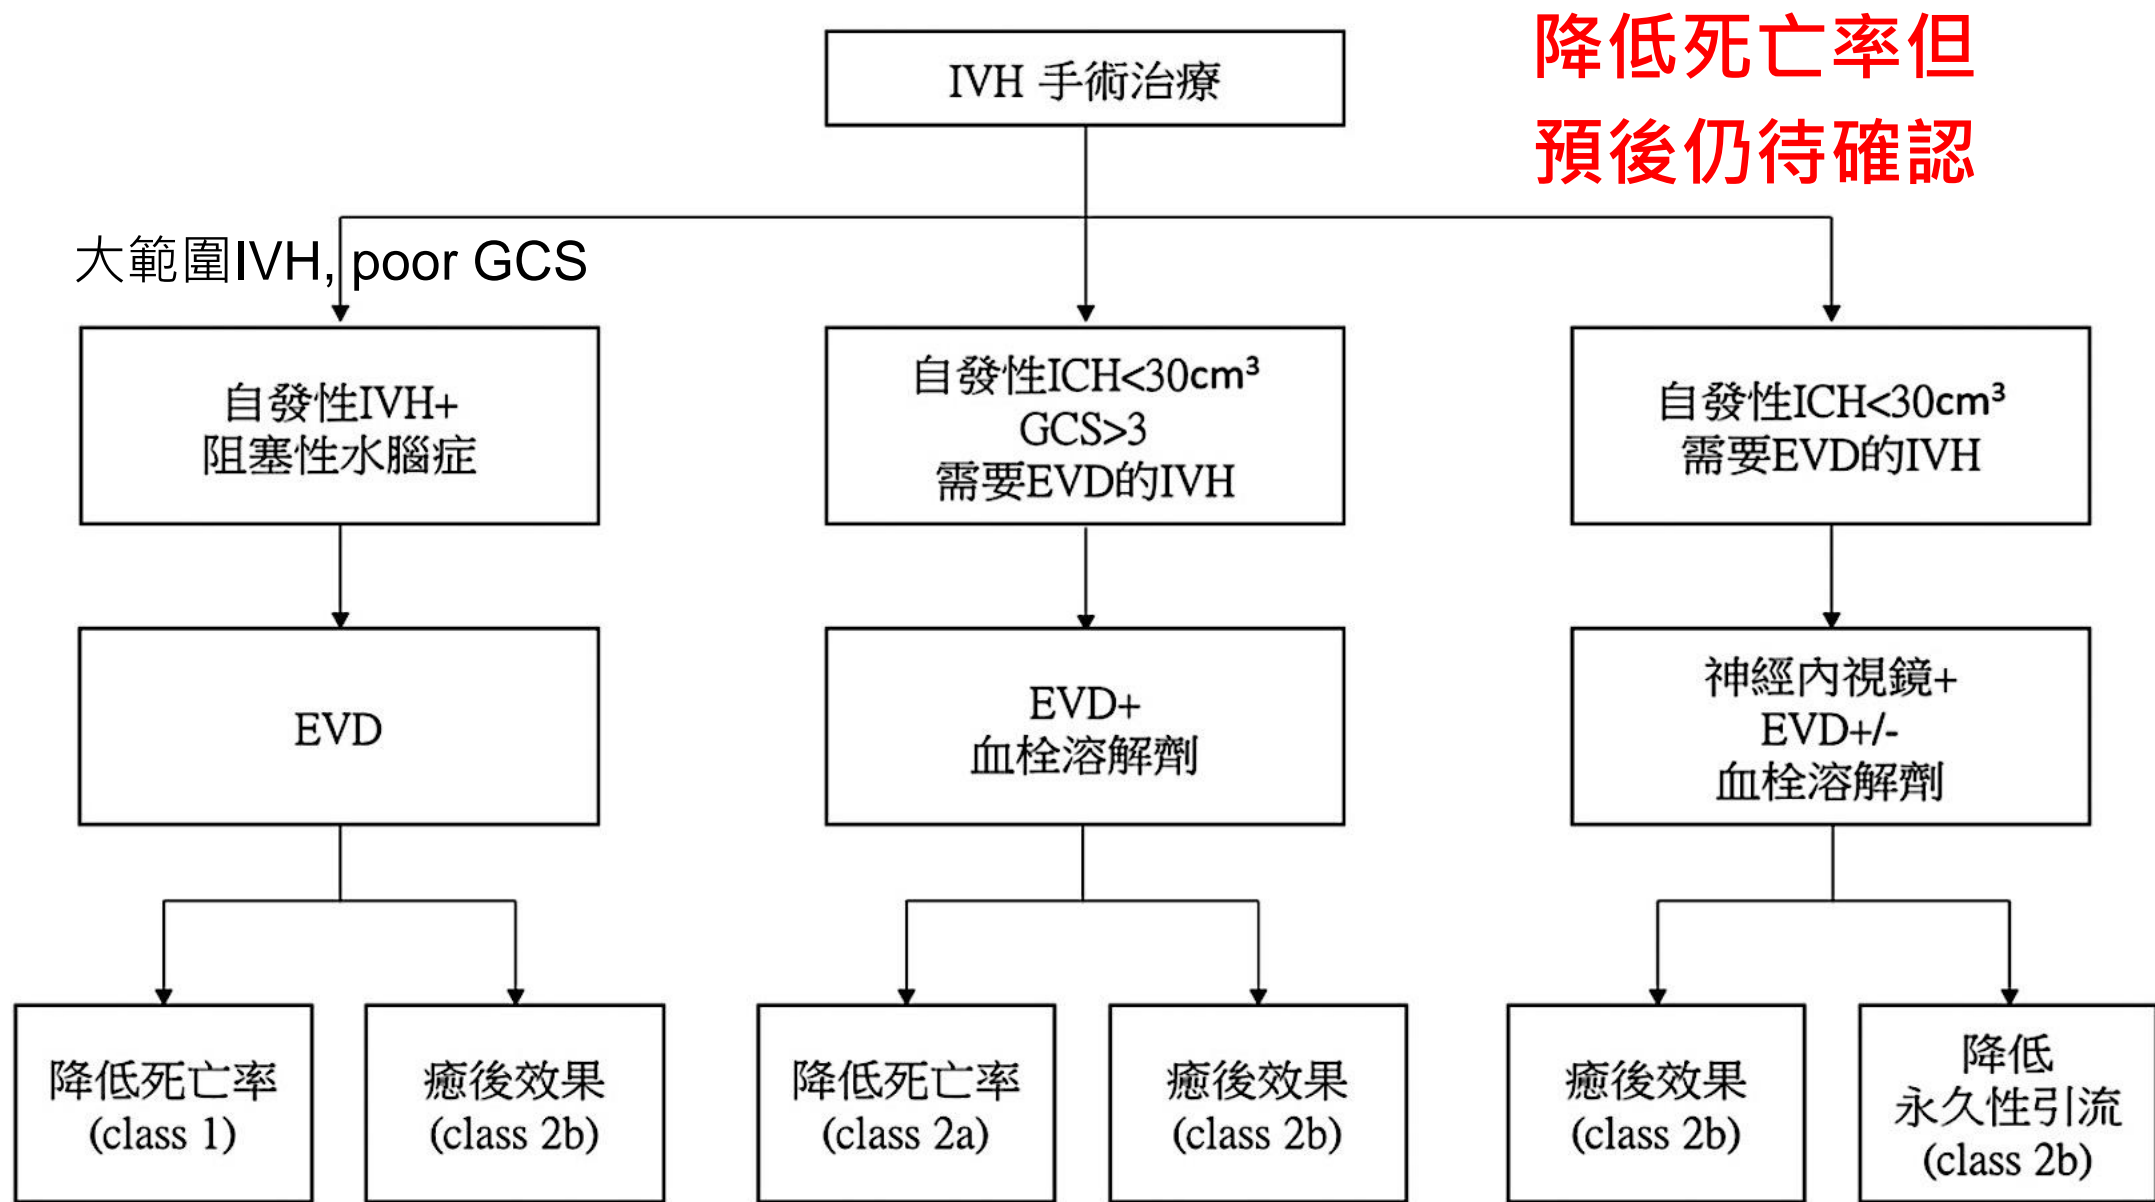 IVH 手術治療
降低死亡率但
預後仍待確認
大範圍IVH, poor GCS
自發性IVH+
阻塞性水腦症
自發性ICH<30cm³
GCS>3
需要EVD的IVH
自發性ICH<30cm³
需要EVD的IVH
EVD
EVD+
血栓溶解劑
神經內視鏡+
EVD+/-
血栓溶解劑
降低死亡率
(class 1)
癒後效果
(class 2b)
降低死亡率
(class 2a)
癒後效果
(class 2b)
癒後效果
(class 2b)
降低
永久性引流
(class 2b)